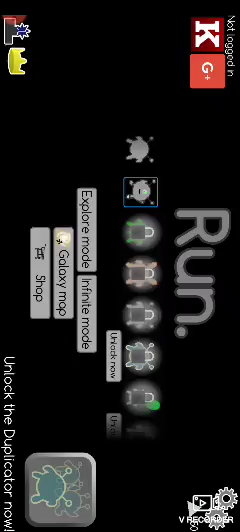 Not logged in
K
G+
Run.
Unlock now
Explore mode
Infinite mode
Galaxy map
Shop
Unlock the Duplicator now!
V RECORDER